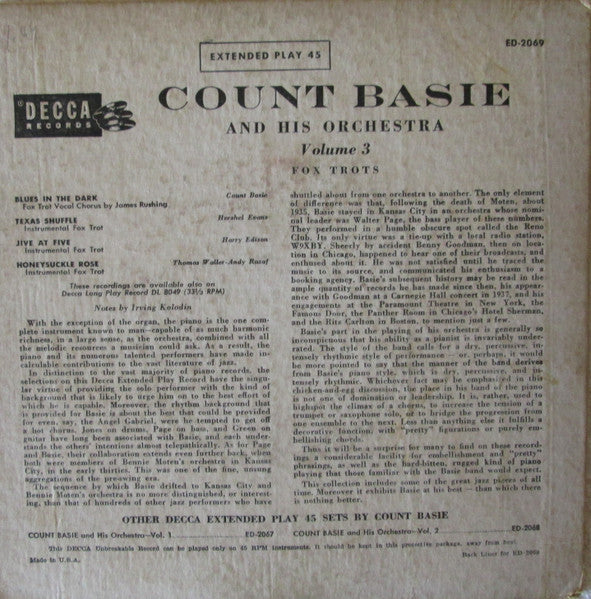 EXTENDED PLAY 45
ED-2069
DECCA
RECORDS
COUNT BASIE
AND HIS ORCHESTRA
Volume 3
FOX TROTS
BLUES IN THE DARK Count Basie
Fox Trot Vocal Chorus by James Rushing
TEXAS SHUFFLE Hershel Evans
Instrumental Fox Trot
JIVE AT FIVE Harry Edison
Instrumental Fox Trot
HONEYSUCKLE ROSE Thomas Waller-Andy Razaf
Instrumental Fox Trot
These recordings are available also on
Decca Long Play Record DL 8049 (33⅓ RPM)
Notes by Irving Kolodin
With the exception of the organ, the piano is the one com-
plete instrument known to man—capable of as much harmonic
richness, in a large sense, as the orchestra, combined with all
the melodic resources a musician could ask. As a result, the
piano and its numerous talented performers have made in-
calculable contributions to the vast literature of jazz.
In distinction to the vast majority of piano records, the
selections on this Decca Extended Play Record have the singu-
lar virtue of providing the solo performer with the kind of
background that is likely to urge him on to the best effort of
which he is capable. Moreover, the rhythm background that
is provided for Basie is about the best that could be provided
for even, say, the Angel Gabriel, were he tempted to get off
a hot chorus. Jones on drums, Page on bass, and Green on
guitar have long been associated with Basie, and each under-
stands the others' intentions almost telepathically. As for Page
and Basie, their collaboration extends even further back, when
both were members of Bennie Moten's orchestra in Kansas
City, in the early thirties. This was one of the fine, unsung
aggregations of the pre-swing era.
The sequence by which Basie drifted to Kansas City and
Bennie Moten's orchestra is no more distinguished, or interest-
ing, than that of hundreds of other jazz performers who have
shuttled about from one orchestra to another. The only element
of difference was that, following the death of Moten, about
1935, Basie stayed in Kansas City in an orchestra whose nomi-
nal leader was Walter Page, the bass player of these numbers.
They performed in a humble obscure spot called the Reno
Club. Its only virtue was a tie-up with a local radio station,
W9XBY. Sheerly by accident Benny Goodman, then on loca-
tion in Chicago, happened to hear one of their broadcasts, and
enthused about it. He was not satisfied until he traced the
music to its source, and communicated his enthusiasm to a
booking agency. Basie's subsequent history may be read in the
ample quantity of records he has made since then, his appear-
ance with Goodman at a Carnegie Hall concert in 1937, and his
engagements at the Paramount Theatre in New York, the
Famous Door, the Panther Room in Chicago's Hotel Sherman,
and the Ritz Carlton in Boston, to mention just a few.
Basie's part in the playing of his orchestra is generally so
inconspicuous that his ability as a pianist is invariably under-
rated. The style of the band calls for a dry, percussive, in-
tensely rhythmic style of performance — or, perhaps, it would
be more pointed to say that the manner of the band derives
from Basie's piano style, which is dry, percussive, and in-
tensely rhythmic. Whichever fact may be emphasized in this
chicken-and-egg discussion, the place in his band of the piano
is not one of domination or leadership. It is, rather, used to
highspot the climax of a chorus, to increase the tension of a
trumpet or saxophone solo, or to bridge the progression from
one ensemble to the next. Less than anything else it fulfills a
decorative function, with "pretty" figurations or purely em-
bellishing chords.
Thus it will be a surprise for many to find on these record-
ings a considerable facility for embellishment and "pretty"
phrasings, as well as the hard-bitten, rugged kind of piano
playing that those familiar with the Basie band would expect.
This collection includes some of the great jazz pieces of all
time. Moreover it exhibits Basie at his best — than which there
is nothing better.
OTHER DECCA EXTENDED PLAY 45 SETS BY COUNT BASIE
COUNT BASIE and His Orchestra—Vol. 1 ED-2067
COUNT BASIE and His Orchestra—Vol. 2 ED-2068
This DECCA Unbreakable Record can be played only on 45 RPM instruments. It should be kept in this protective package, away from heat.
Made in U.S.A.
Back Liner for ED-2069